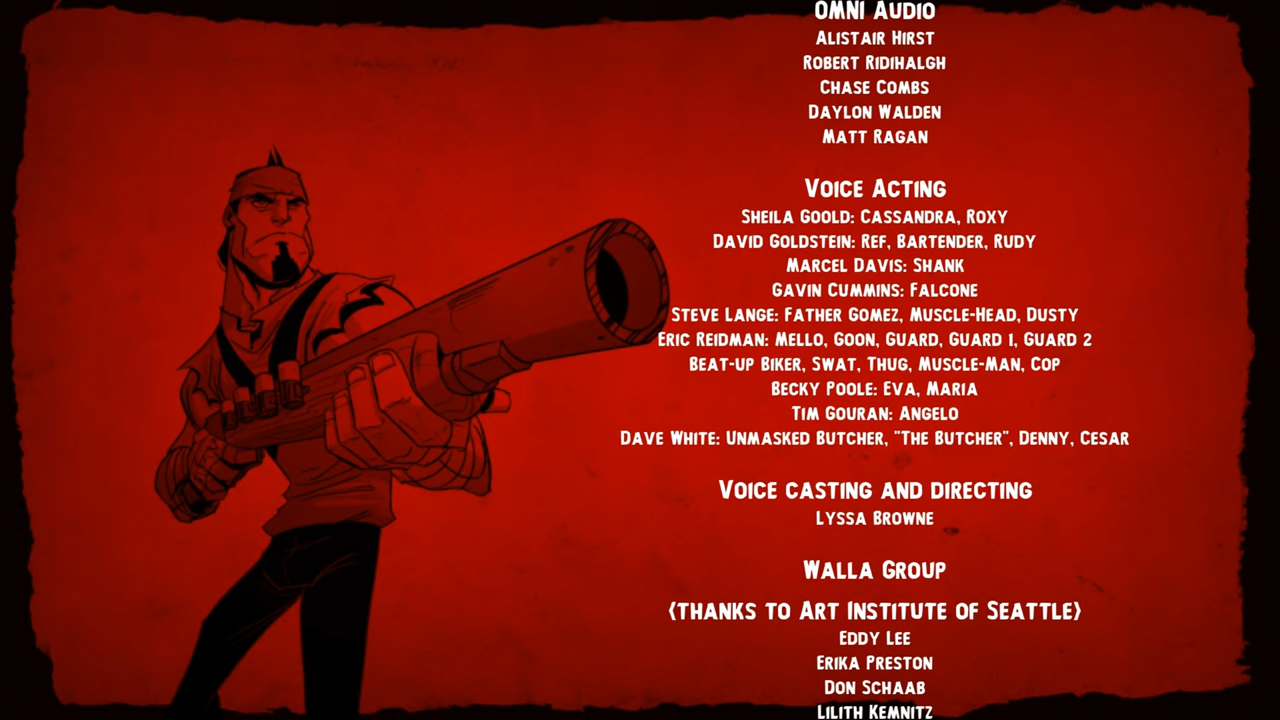 Omni Audio
Alistair Hirst
Robert Ridihalgh
Chase Combs
Daylon Walden
Matt Ragan
Voice Acting
Sheila Goold: Cassandra, Roxy
David Goldstein: Ref, Bartender, Rudy
Marcel Davis: Shank
Gavin Cummins: Falcone
Steve Lange: Father Gomez, Muscle-Head, Dusty
Eric Reidman: Mello, Goon, Guard, Guard 1, Guard 2
Beat-up Biker, SWAT, Thug, Muscle-Man, Cop
Becky Poole: Eva, Maria
Tim Gouran: Angelo
Dave White: Unmasked Butcher, "The Butcher", Denny, Cesar
Voice casting and directing
Lyssa Browne
Walla Group
(thanks to Art Institute of Seattle)
Eddy Lee
Erika Preston
Don Schaab
Lilith Kemnitz